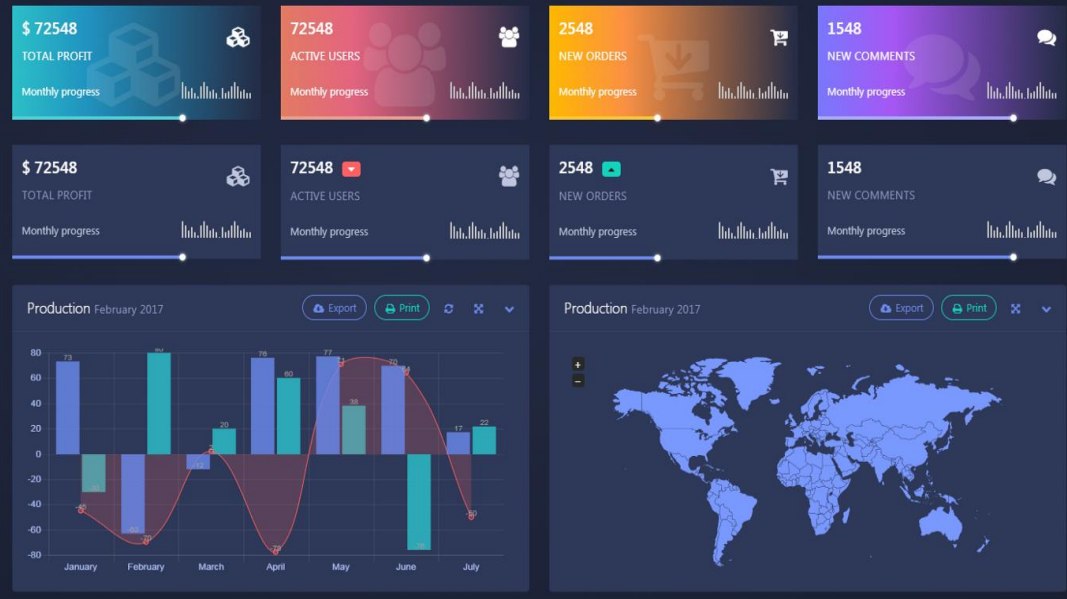 $ 72548
TOTAL PROFIT
Monthly progress
72548
ACTIVE USERS
Monthly progress
2548
NEW ORDERS
Monthly progress
1548
NEW COMMENTS
Monthly progress
$ 72548
TOTAL PROFIT
Monthly progress
72548
ACTIVE USERS
Monthly progress
2548
NEW ORDERS
Monthly progress
1548
NEW COMMENTS
Monthly progress
Production February 2017
Export
Print
80
60
40
20
0
-20
-40
-60
-80
73
20
76
60
77
38
70
17
22
-12
-70
-50
January
February
March
April
May
June
July
Production February 2017
Export
Print
+
−